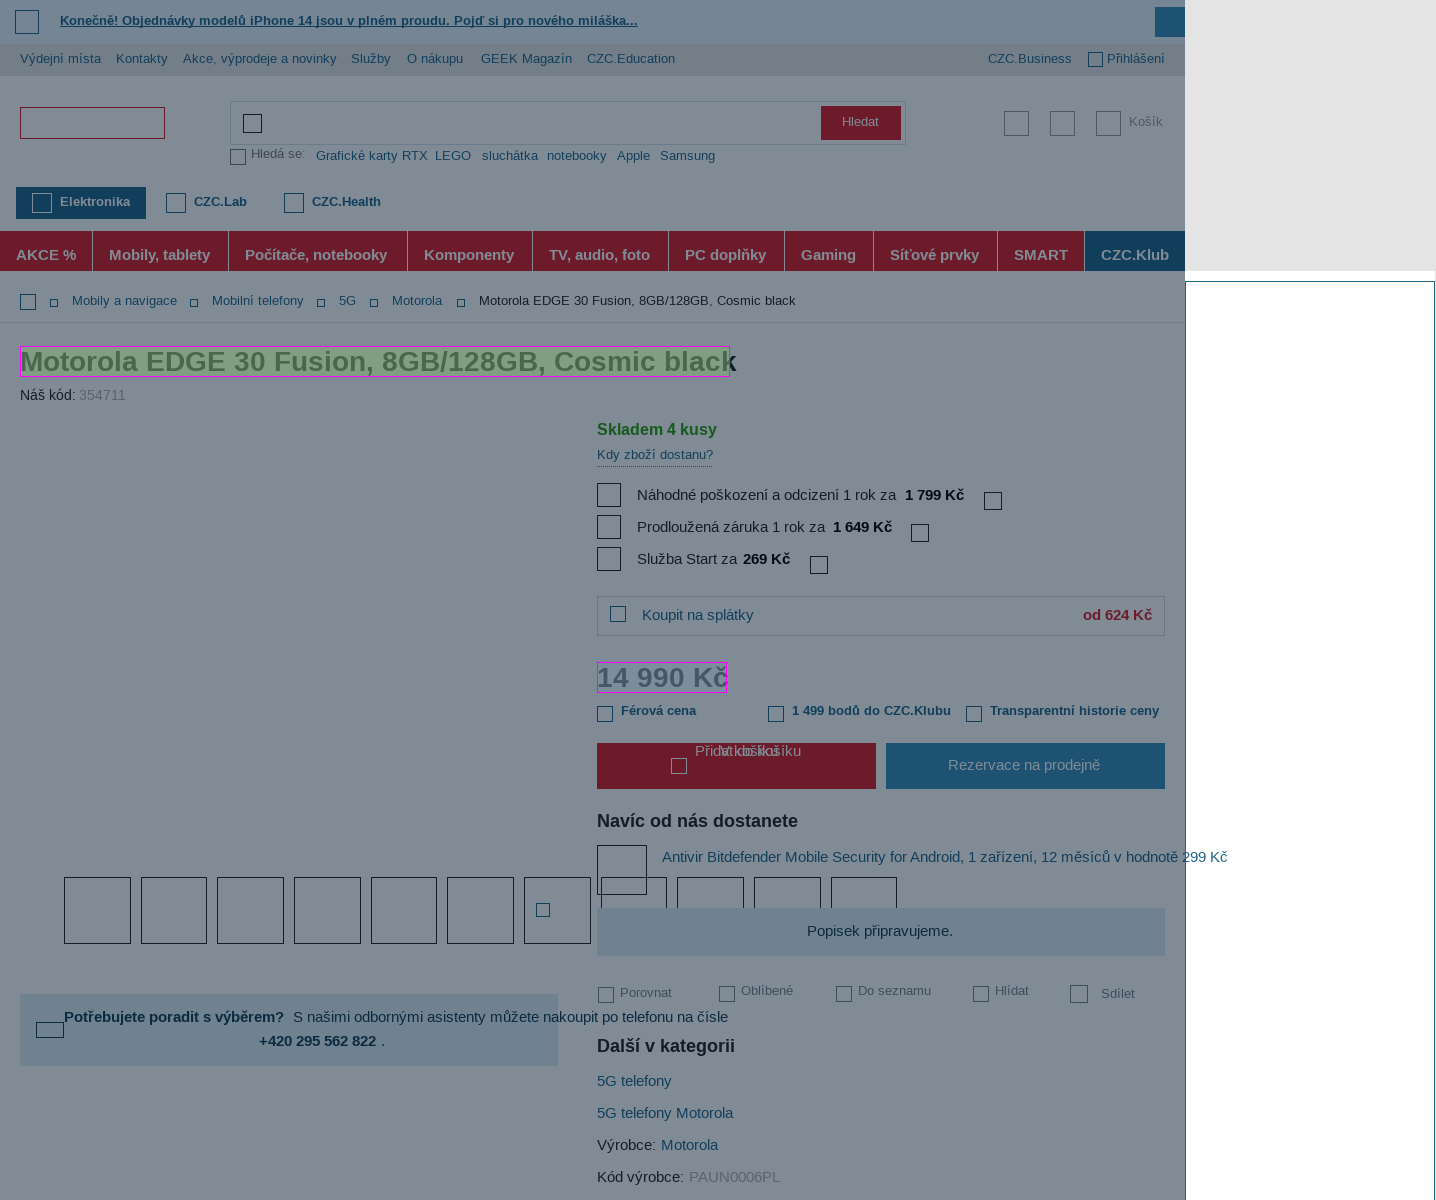 Konečně! Objednávky modelů iPhone 14 jsou v plném proudu. Pojď si pro nového miláška...
Výdejní místa Kontakty Akce, výprodeje a novinky Služby O nákupu GEEK Magazín CZC.Education CZC.Business Přihlášení
Hledat Košík
Hledá se: Grafické karty RTX LEGO sluchátka notebooky Apple Samsung
Elektronika CZC.Lab CZC.Health
AKCE % Mobily, tablety Počítače, notebooky Komponenty TV, audio, foto PC doplňky Gaming Síťové prvky SMART CZC.Klub
Mobily a navigace Mobilní telefony 5G Motorola Motorola EDGE 30 Fusion, 8GB/128GB, Cosmic black
Motorola EDGE 30 Fusion, 8GB/128GB, Cosmic black
Náš kód: 354711
Skladem 4 kusy
Kdy zboží dostanu?
Náhodné poškození a odcizení 1 rok za 1 799 Kč
Prodloužená záruka 1 rok za 1 649 Kč
Služba Start za 269 Kč
Koupit na splátky od 624 Kč
14 990 Kč
Férová cena 1 499 bodů do CZC.Klubu Transparentní historie ceny
Přidat do košíku V košíku
Rezervace na prodejně
Navíc od nás dostanete
Antivir Bitdefender Mobile Security for Android, 1 zařízení, 12 měsíců v hodnotě 299 Kč
Popisek připravujeme.
Porovnat Oblíbené Do seznamu Hlídat Sdílet
Potřebujete poradit s výběrem? S našimi odbornými asistenty můžete nakoupit po telefonu na čísle
+420 295 562 822 .
Další v kategorii
5G telefony
5G telefony Motorola
Výrobce: Motorola
Kód výrobce: PAUN0006PL